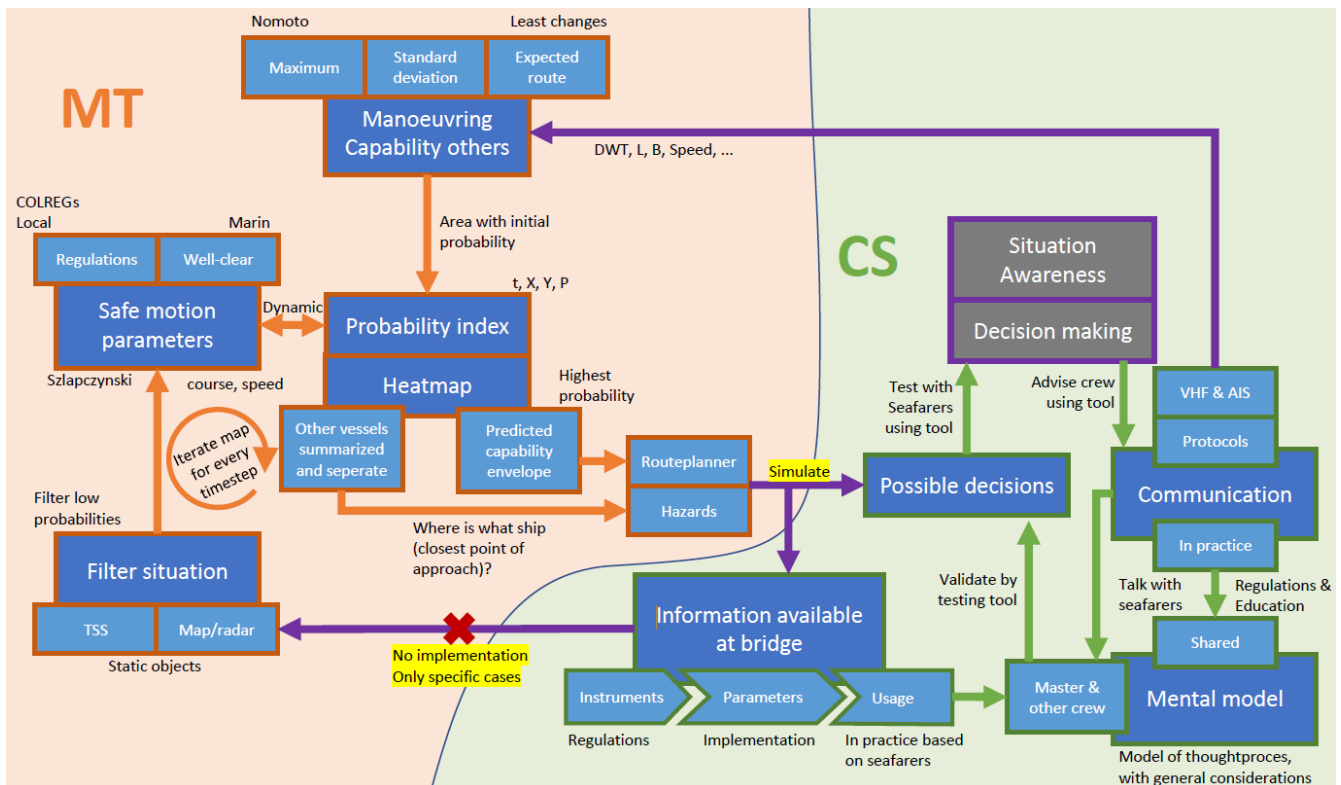 Nomoto
Least changes
Maximum
Standard
deviation
Expected
route
MT
Manoeuvring
Capability others
DWT, L, B, Speed, ...
COLREGs
Local
Marin
Area with initial
probability
Regulations
Well-clear
Safe motion
parameters
Dynamic
t, X, Y, P
Probability index
Heatmap
Szlapczynski
course, speed
Highest
probability
Other vessels
summarized
and seperate
Predicted
capability
envelope
Iterate map
for every
timestep
Routeplanner
Hazards
Filter low
probabilities
Where is what ship
(closest point of
approach)?
Filter situation
TSS
Map/radar
Static objects
CS
Situation
Awareness
Decision making
Test with
Seafarers
using tool
Advise crew
using tool
VHF & AIS
Protocols
Simulate
Possible decisions
Communication
In practice
Validate by
testing tool
Talk with
seafarers
Regulations &
Education
Information available
at bridge
No implementation
Only specific cases
Shared
Instruments
Parameters
Usage
Master &
other crew
Mental model
Regulations
Implementation
In practice based
on seafarers
Model of thoughtproces,
with general considerations